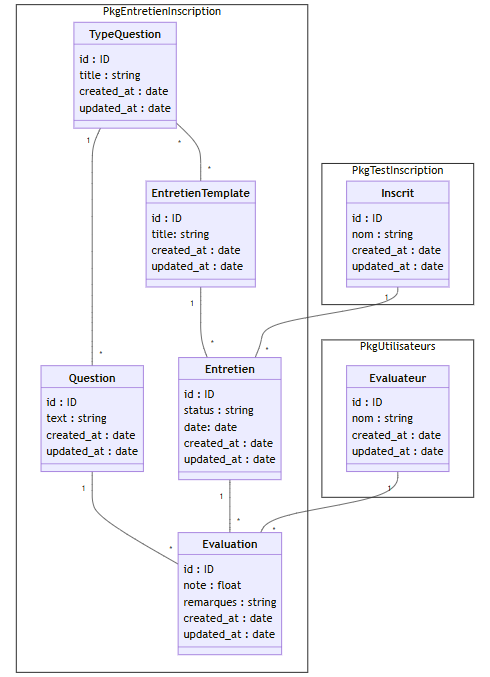 PkgEntretienInscription
TypeQuestion
id : ID
title : string
created_at : date
updated_at : date
1
*
*
EntretienTemplate
id : ID
title: string
created_at : date
updated_at : date
PkgTestInscription
Inscrit
id : ID
nom : string
created_at : date
updated_at : date
1
1
*
*
*
PkgUtilisateurs
Question
id : ID
text : string
created_at : date
updated_at : date
Entretien
id : ID
status : string
date: date
created_at : date
updated_at : date
Evaluateur
id : ID
nom : string
created_at : date
updated_at : date
1
1
1
*
*
*
Evaluation
id : ID
note : float
remarques : string
created_at : date
updated_at : date